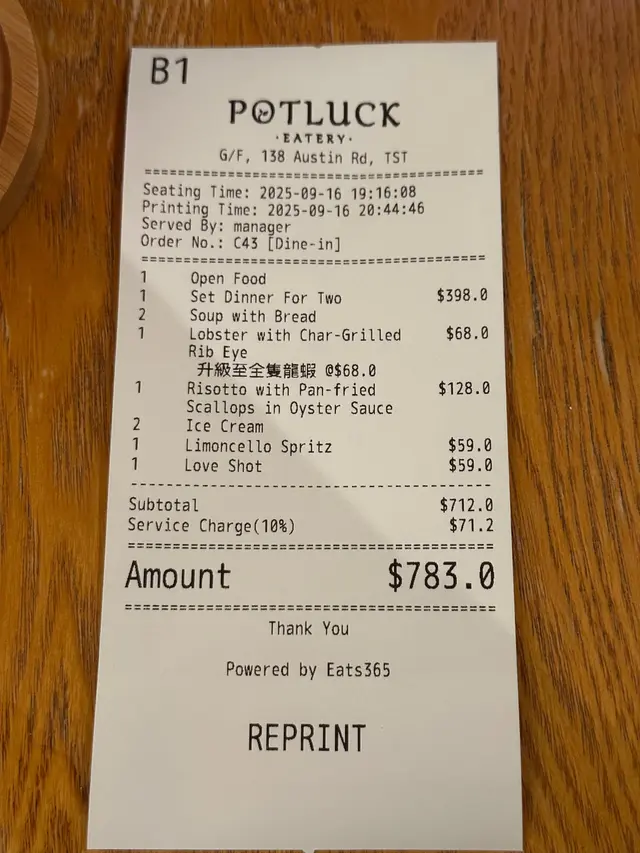 B1
POTLUCK
·EATERY·
G/F, 138 Austin Rd, TST
================================================
Seating Time: 2025-09-16 19:16:08
Printing Time: 2025-09-16 20:44:46
Served By: manager
Order No.: C43 [Dine-in]
================================================
1 Open Food
1 Set Dinner For Two $398.0
2 Soup with Bread
1 Lobster with Char-Grilled $68.0
Rib Eye
升級至全隻龍蝦 @$68.0
1 Risotto with Pan-fried $128.0
Scallops in Oyster Sauce
2 Ice Cream
1 Limoncello Spritz $59.0
1 Love Shot $59.0
------------------------------------------------
Subtotal $712.0
Service Charge(10%) $71.2
================================================
Amount $783.0
================================================
Thank You
Powered by Eats365
REPRINT